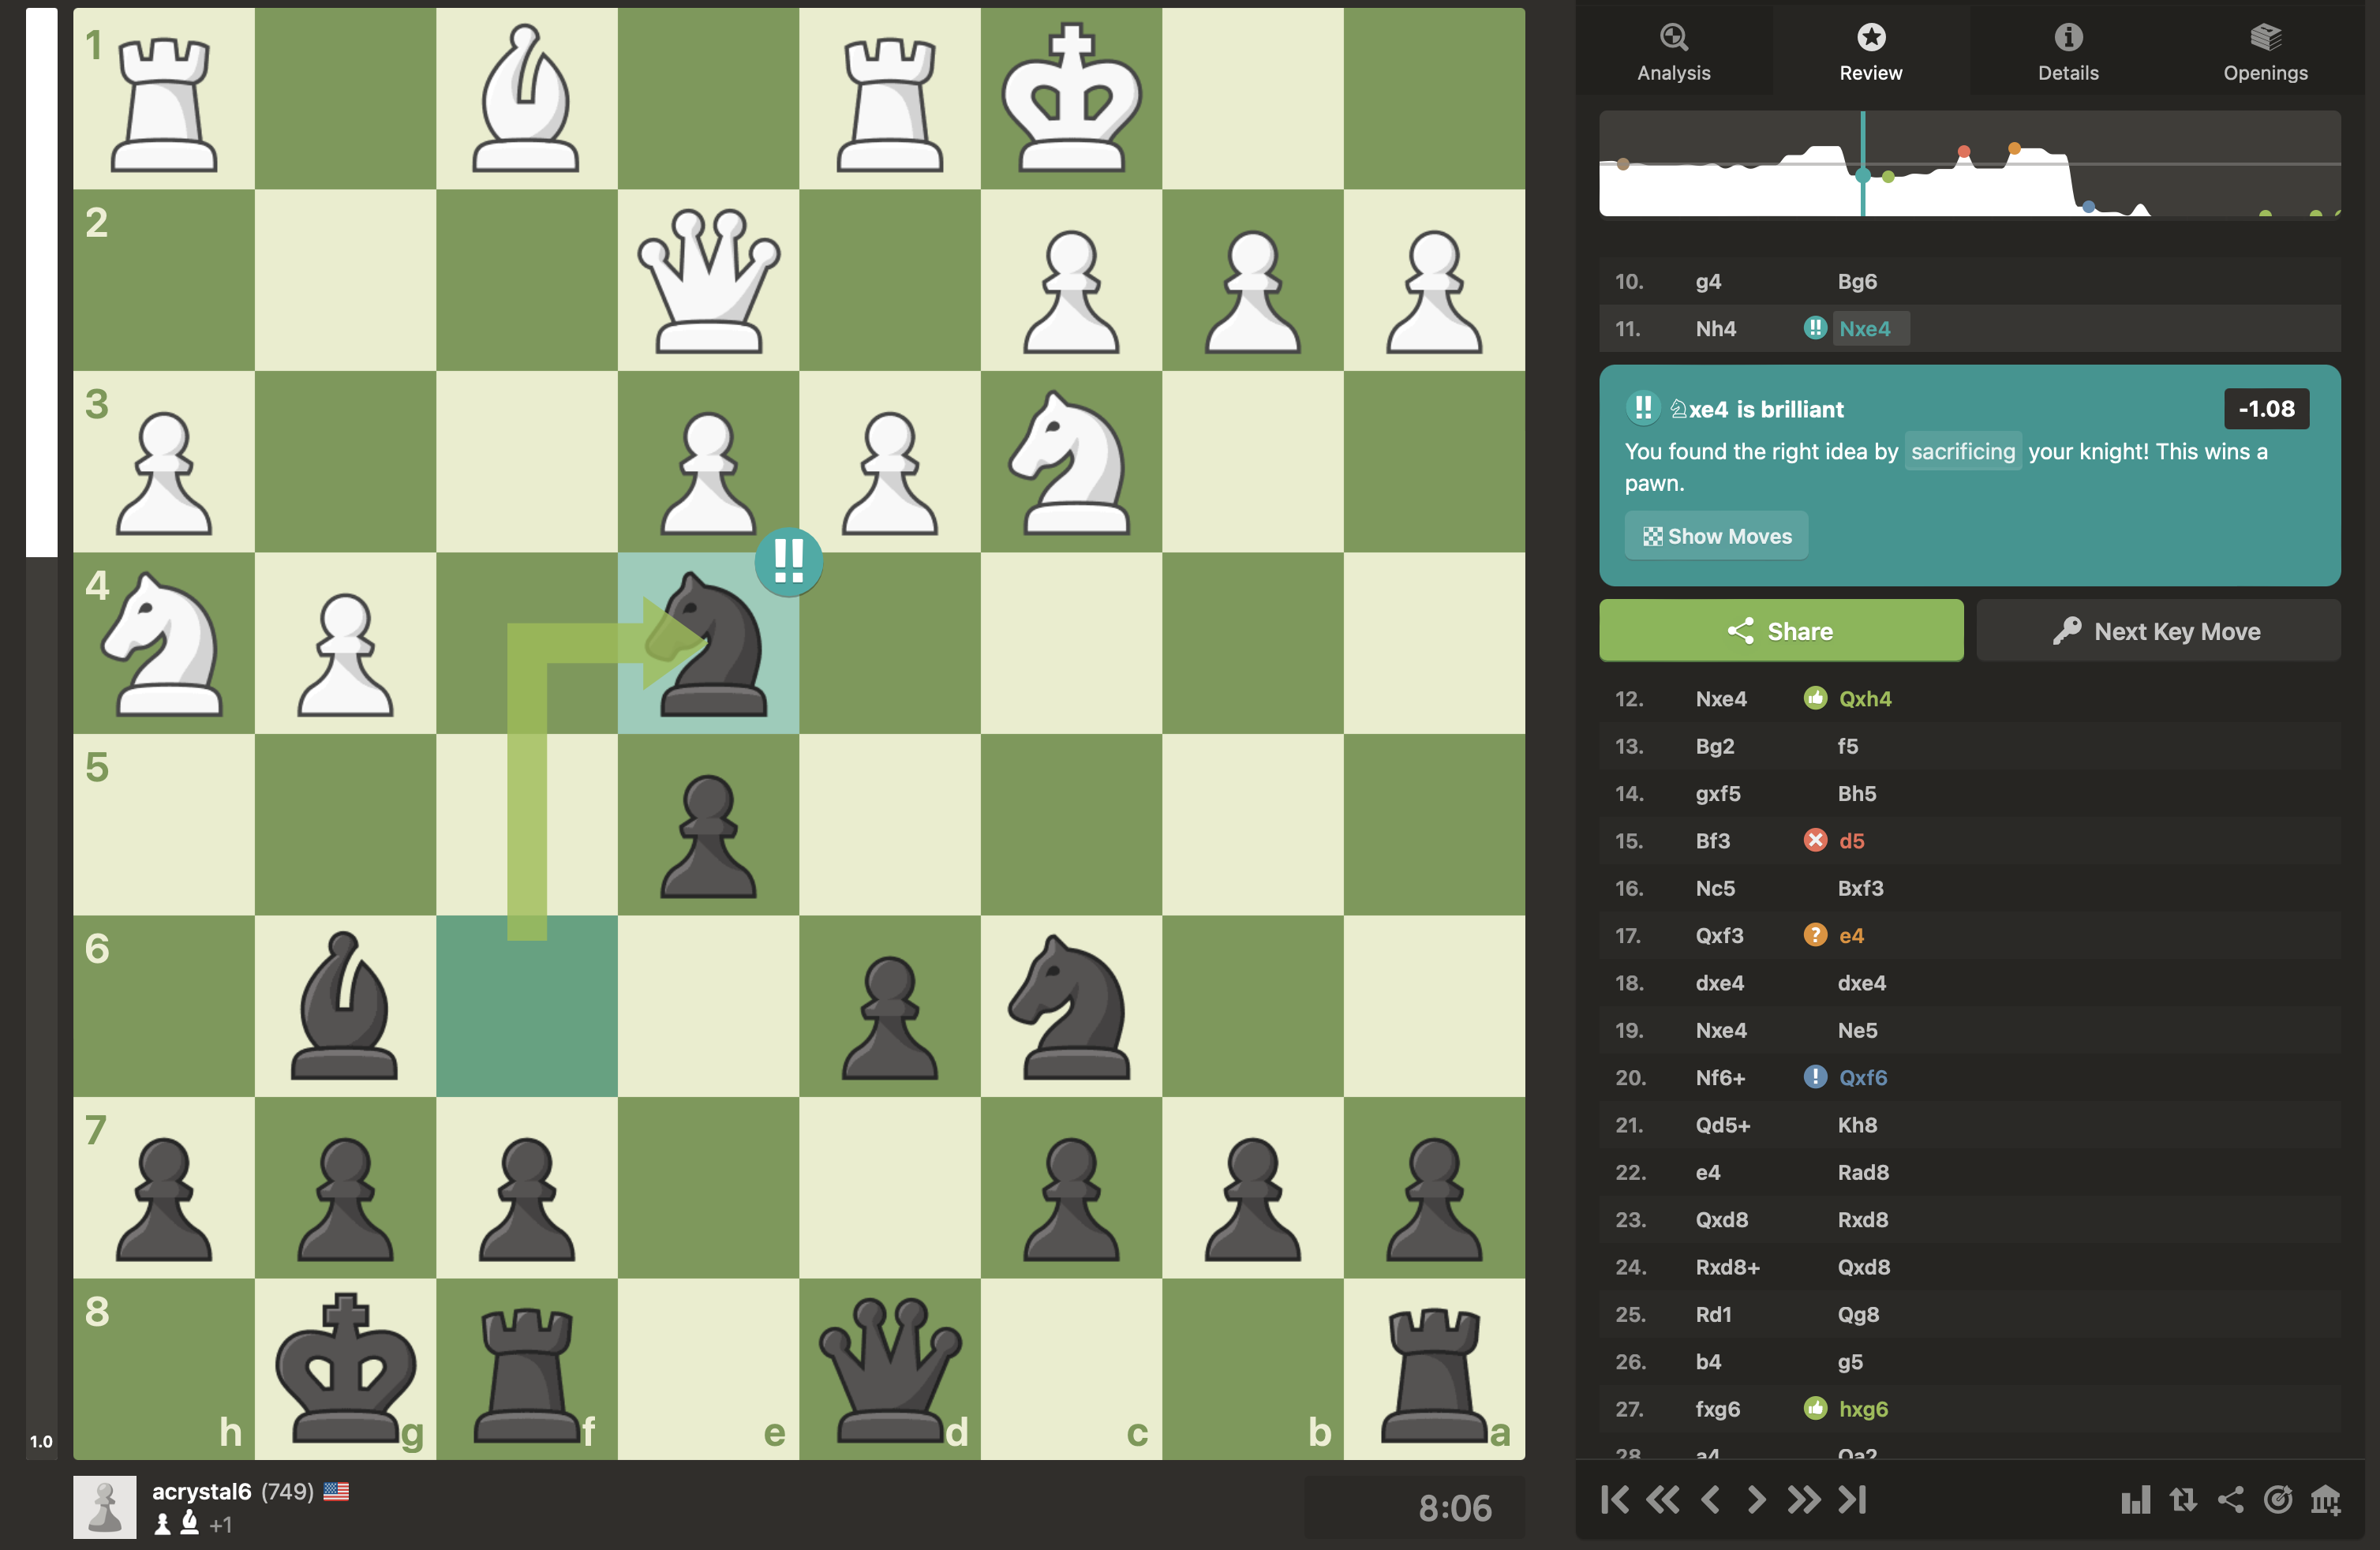 Analysis Review Details Openings
10. g4 Bg6
11. Nh4 !! Nxe4
!! ♘xe4 is brilliant -1.08
You found the right idea by sacrificing your knight! This wins a
pawn.
Show Moves
Share Next Key Move
12. Nxe4 Qxh4
13. Bg2 f5
14. gxf5 Bh5
15. Bf3 d5
16. Nc5 Bxf3
17. Qxf3 ? e4
18. dxe4 dxe4
19. Nxe4 Ne5
20. Nf6+ ! Qxf6
21. Qd5+ Kh8
22. e4 Rad8
23. Qxd8 Rxd8
24. Rxd8+ Qxd8
25. Rd1 Qg8
26. b4 g5
27. fxg6 hxg6
28. a4 Qa2
1
2
3
!!
4
5
6
7
8
h g f e d c b a
1.0
acrystal6 (749)
+1
8:06